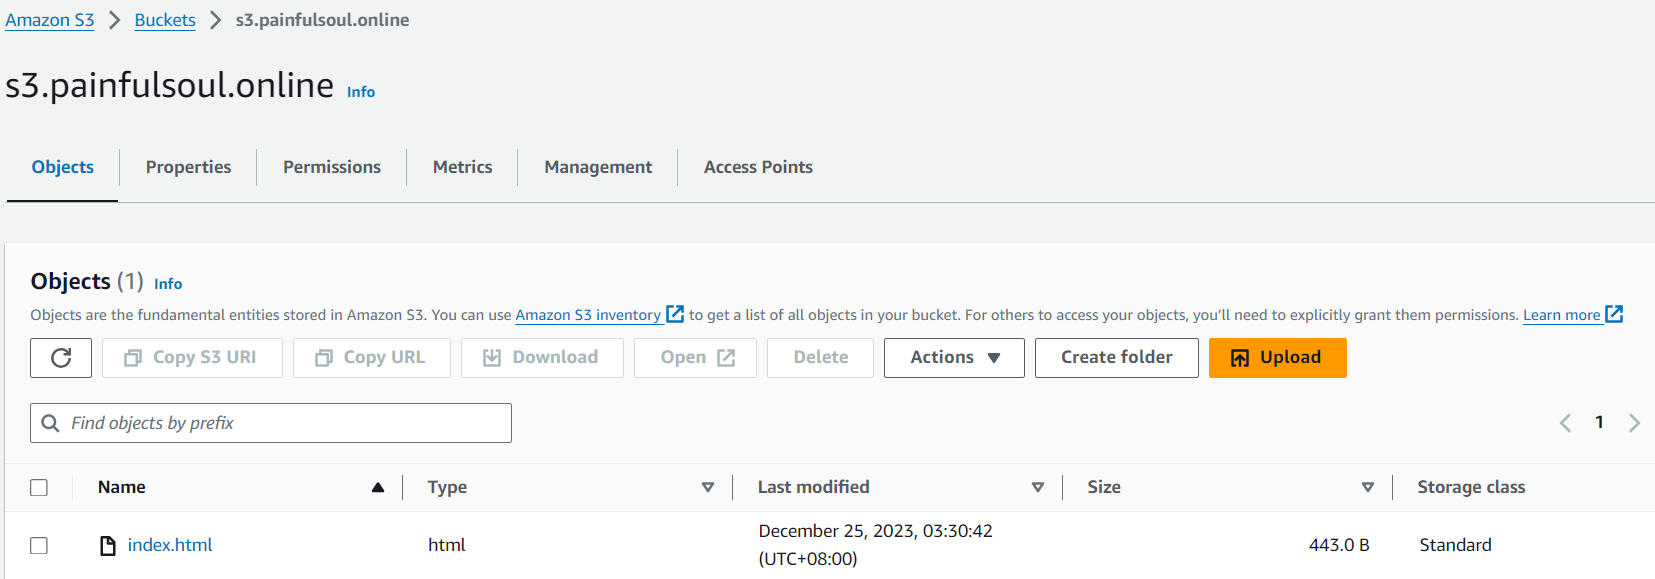 Amazon S3 > Buckets > s3.painfulsoul.online
s3.painfulsoul.online Info
Objects Properties Permissions Metrics Management Access Points
Objects (1) Info
Objects are the fundamental entities stored in Amazon S3. You can use Amazon S3 inventory to get a list of all objects in your bucket. For others to access your objects, you'll need to explicitly grant them permissions. Learn more
Copy S3 URI Copy URL Download Open Delete Actions Create folder Upload
Find objects by prefix 1
Name Type Last modified Size Storage class
index.html html December 25, 2023, 03:30:42 443.0 B Standard
(UTC+08:00)